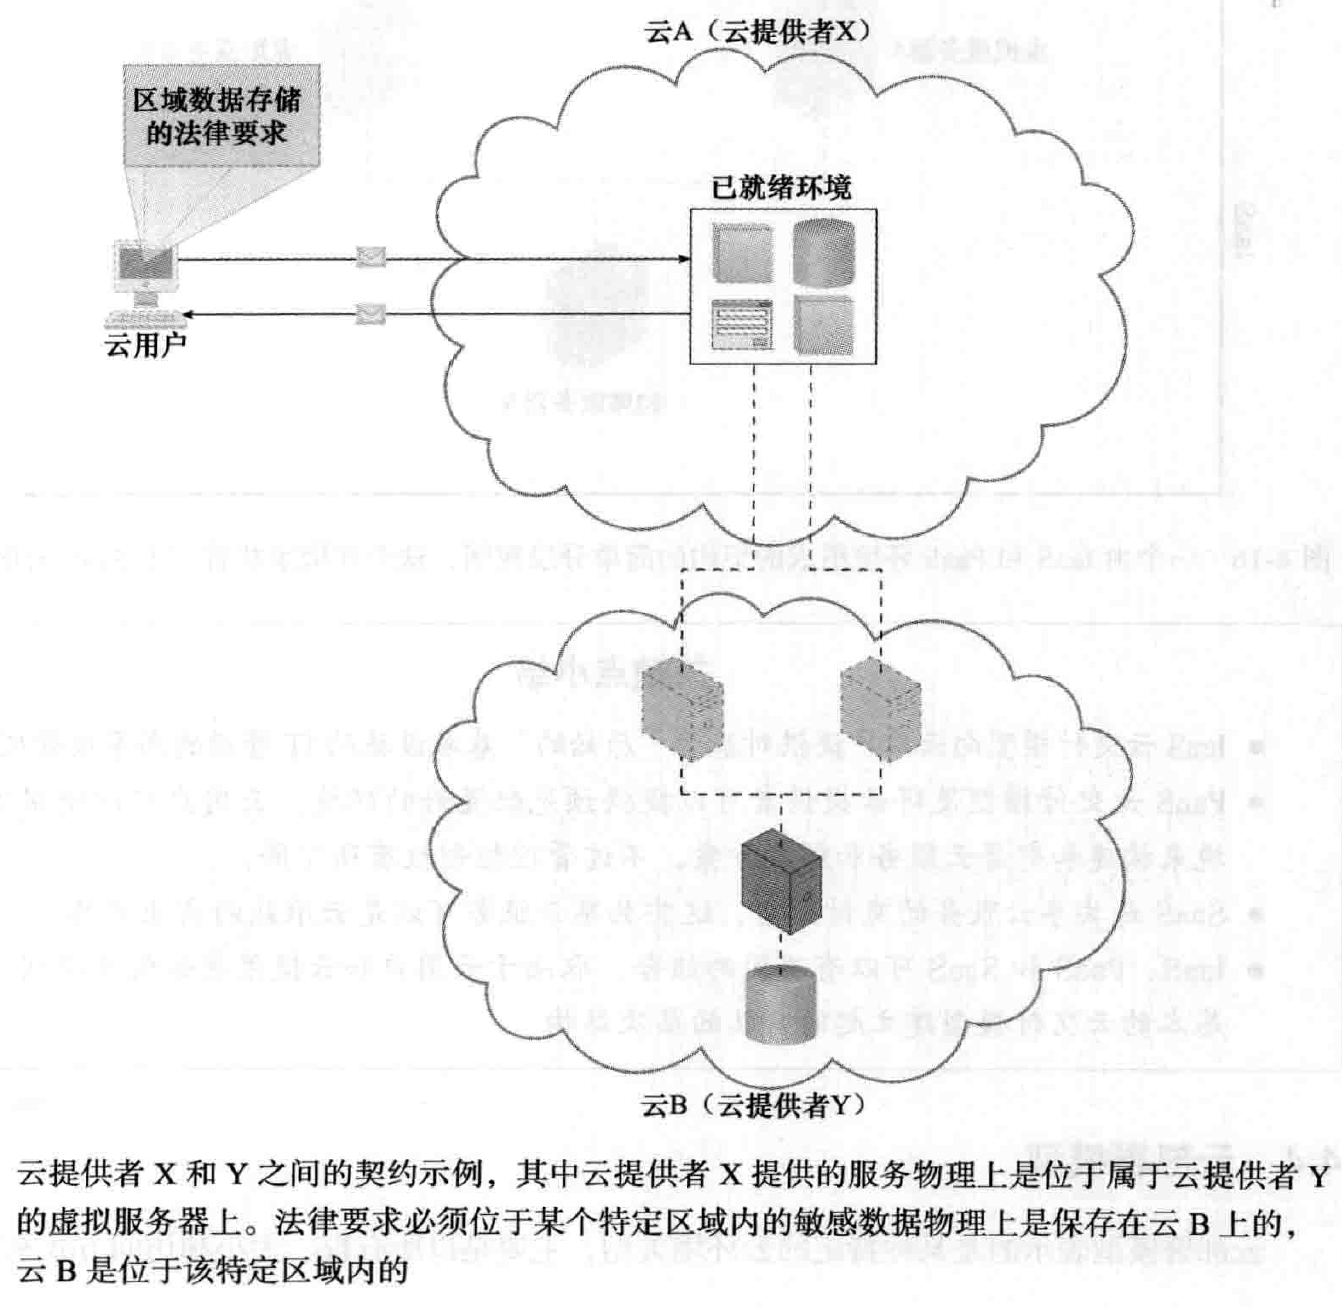 云A（云提供者X）
区域数据存储
的法律要求
已就绪环境
云用户
云B（云提供者Y）
云提供者 X 和 Y 之间的契约示例，其中云提供者 X 提供的服务物理上是位于属于云提供者 Y
的虚拟服务器上。法律要求必须位于某个特定区域内的敏感数据物理上是保存在云 B 上的，
云 B 是位于该特定区域内的